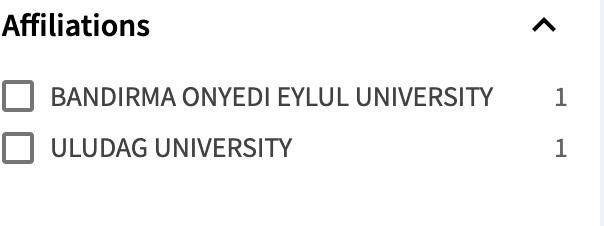 Affiliations
BANDIRMA ONYEDI EYLUL UNIVERSITY 1
ULUDAG UNIVERSITY 1